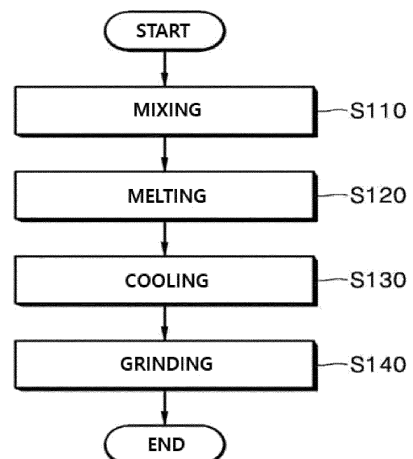 START
MIXING S110
MELTING S120
COOLING S130
GRINDING S140
END